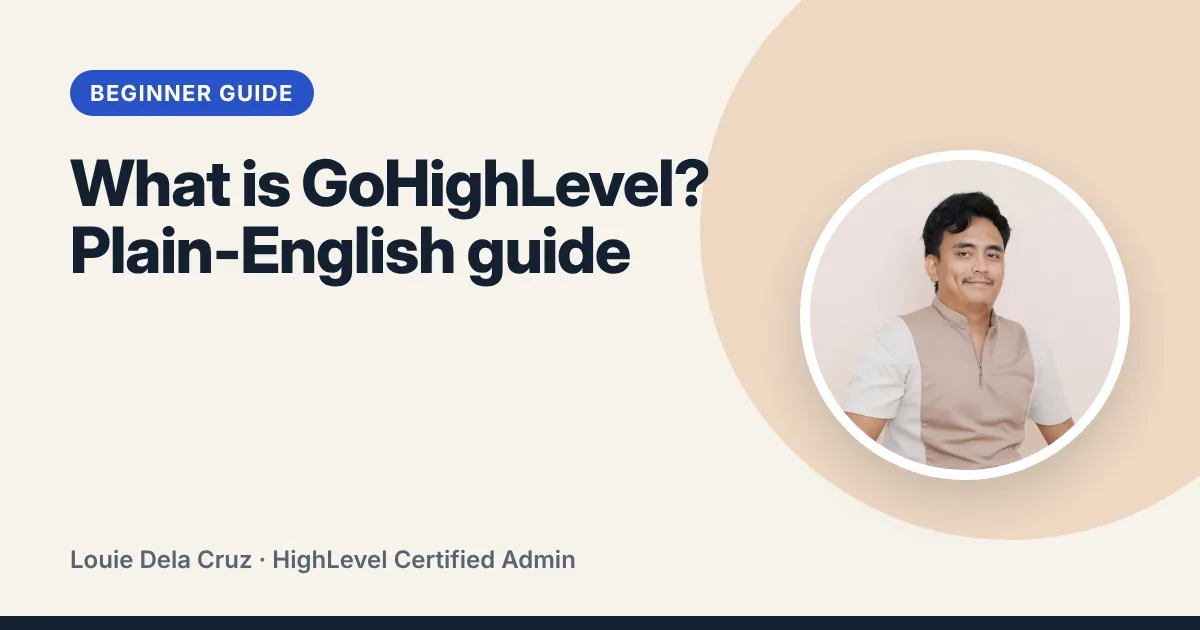 BEGINNER GUIDE
What is GoHighLevel?
Plain-English guide
Louie Dela Cruz · HighLevel Certified Admin